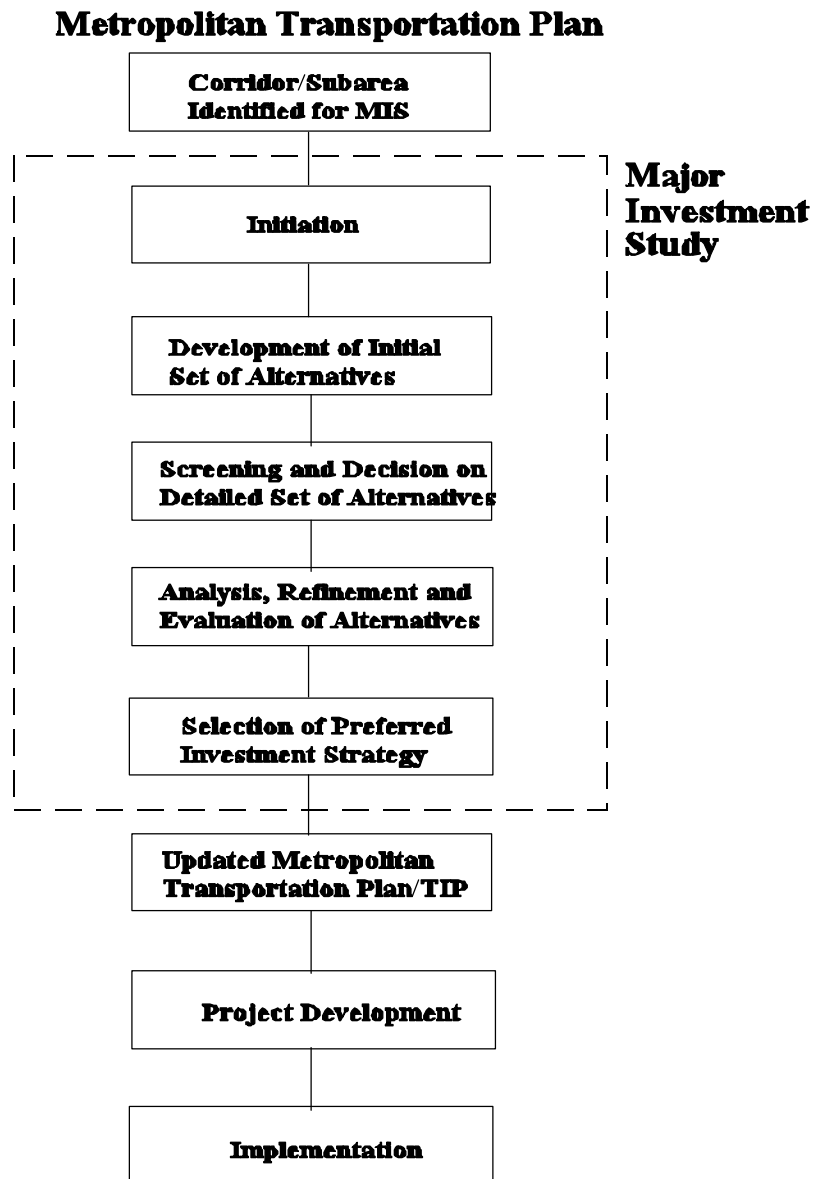 Metropolitan Transportation Plan
Corridor/Subarea
Identified for MIS
Major
Investment
Study
Initiation
Development of Initial
Set of Alternatives
Screening and Decision on
Detailed Set of Alternatives
Analysis, Refinement and
Evaluation of Alternatives
Selection of Preferred
Investment Strategy
Updated Metropolitan
Transportation Plan/TIP
Project Development
Implementation